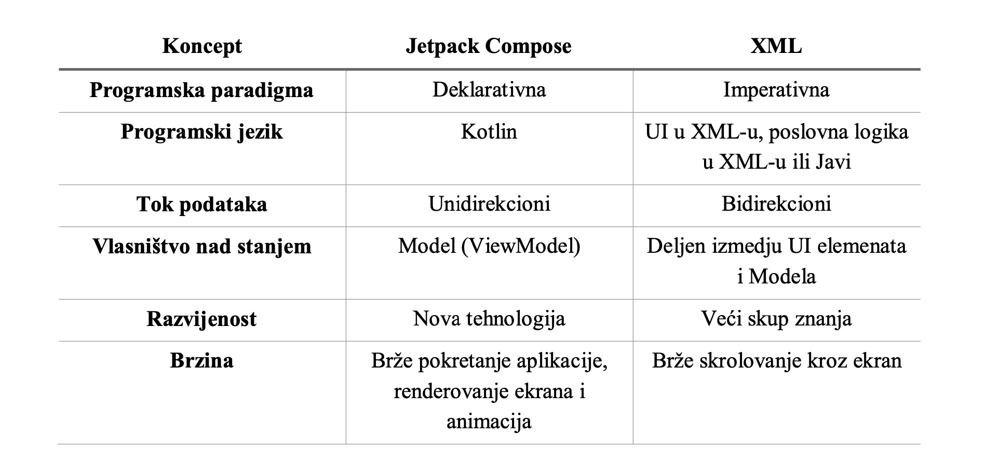 Koncept Jetpack Compose XML
Programska paradigma Deklarativna Imperativna
Programski jezik Kotlin UI u XML-u, poslovna logika
u XML-u ili Javi
Tok podataka Unidirekcioni Bidirekcioni
Vlasništvo nad stanjem Model (ViewModel) Deljen izmedju UI elemenata
i Modela
Razvijenost Nova tehnologija Veći skup znanja
Brzina Brže pokretanje aplikacije, Brže skrolovanje kroz ekran
renderovanje ekrana i
animacija